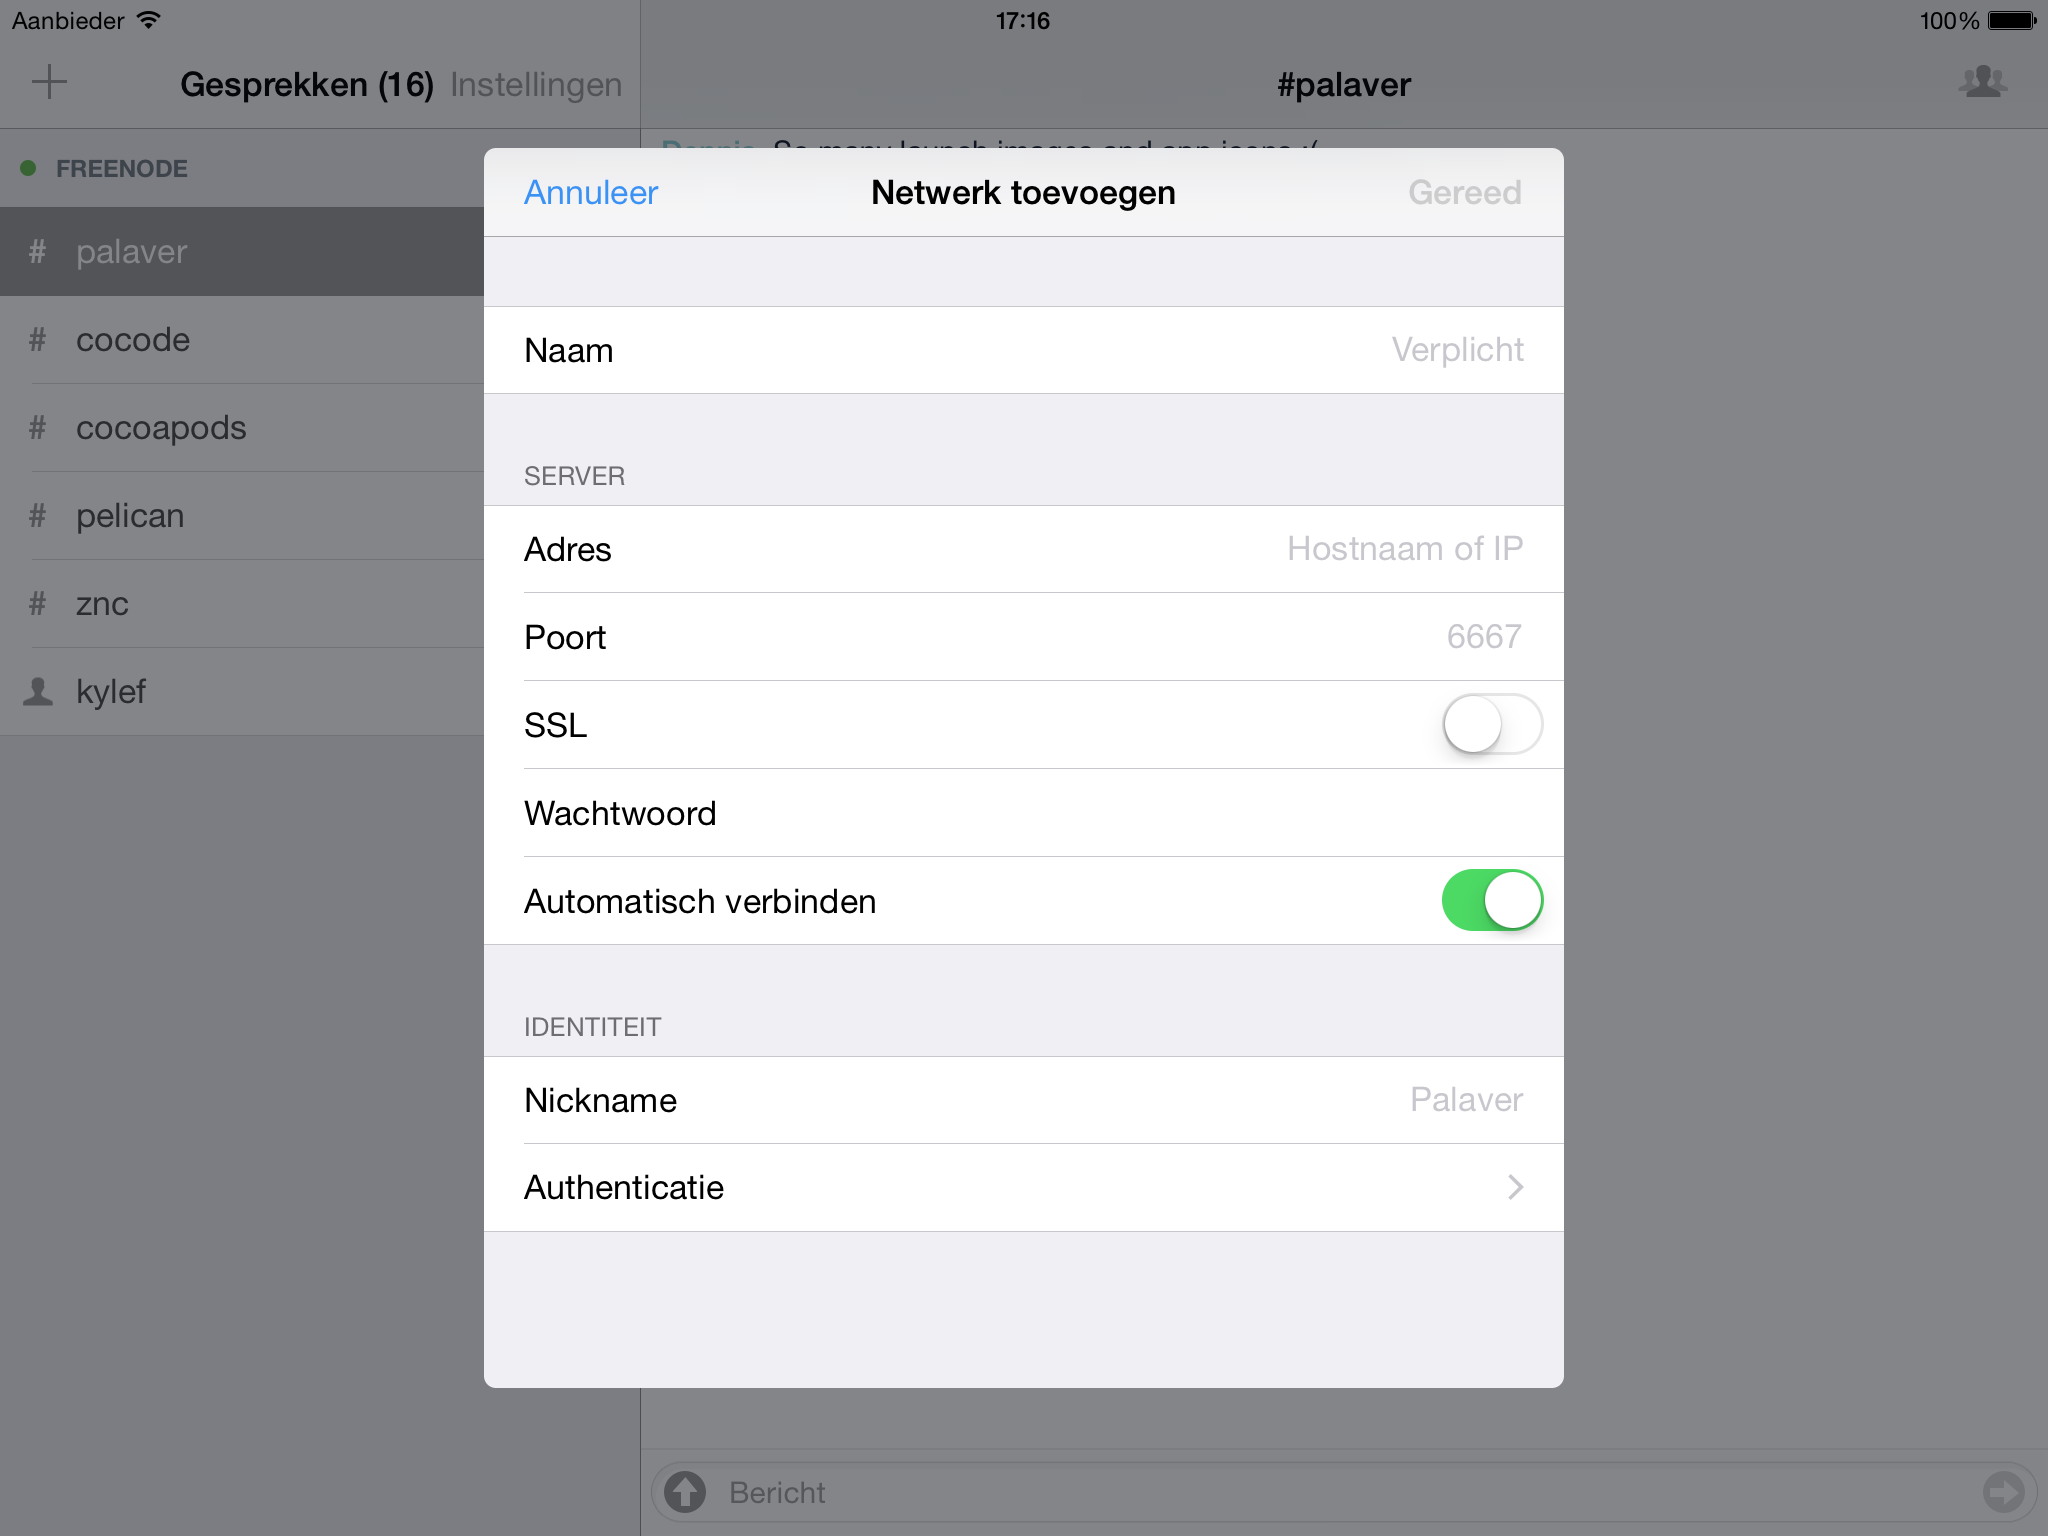 Aanbieder 17:16 100%
Gesprekken (16) Instellingen #palaver
FREENODE
# palaver
# cocode
# cocoapods
# pelican
# znc
kylef
Dennis So many launch images and app icons :(
Annuleer Netwerk toevoegen Gereed
Naam Verplicht
SERVER
Adres Hostnaam of IP
Poort 6667
SSL
Wachtwoord
Automatisch verbinden
IDENTITEIT
Nickname Palaver
Authenticatie
Bericht